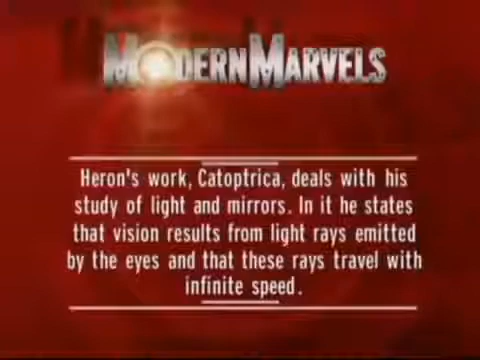 MODERN MARVELS
Heron's work, Catoptrica, deals with his
study of light and mirrors. In it he states
that vision results from light rays emitted
by the eyes and that these rays travel with
infinite speed.